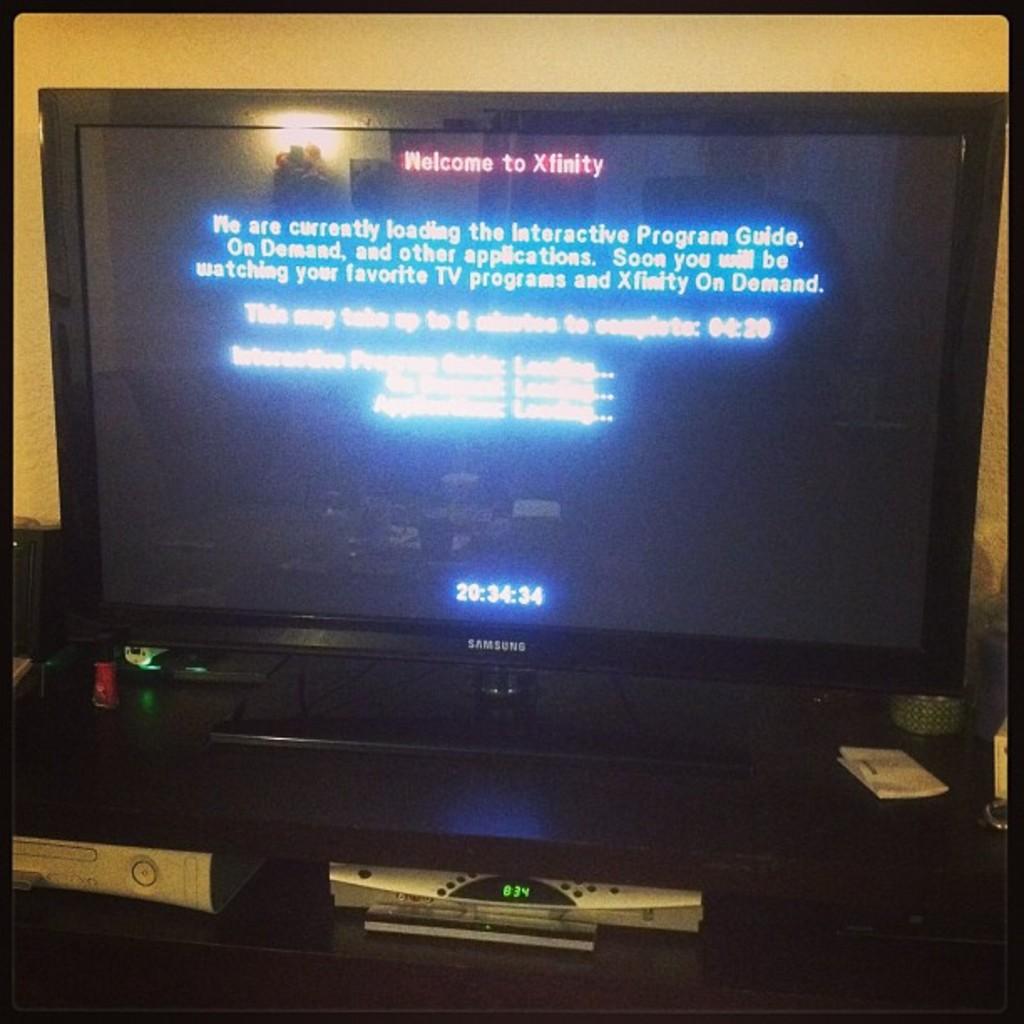 Welcome to Xfinity
We are currently loading the Interactive Program Guide,
On Demand, and other applications.  Soon you will be
watching your favorite TV programs and Xfinity On Demand.
This may take up to 5 minutes to complete: 04:20
Interactive Program Guide: Loading...
On Demand: Loading...
Applications: Loading...
20:34:34
SAMSUNG
8:34